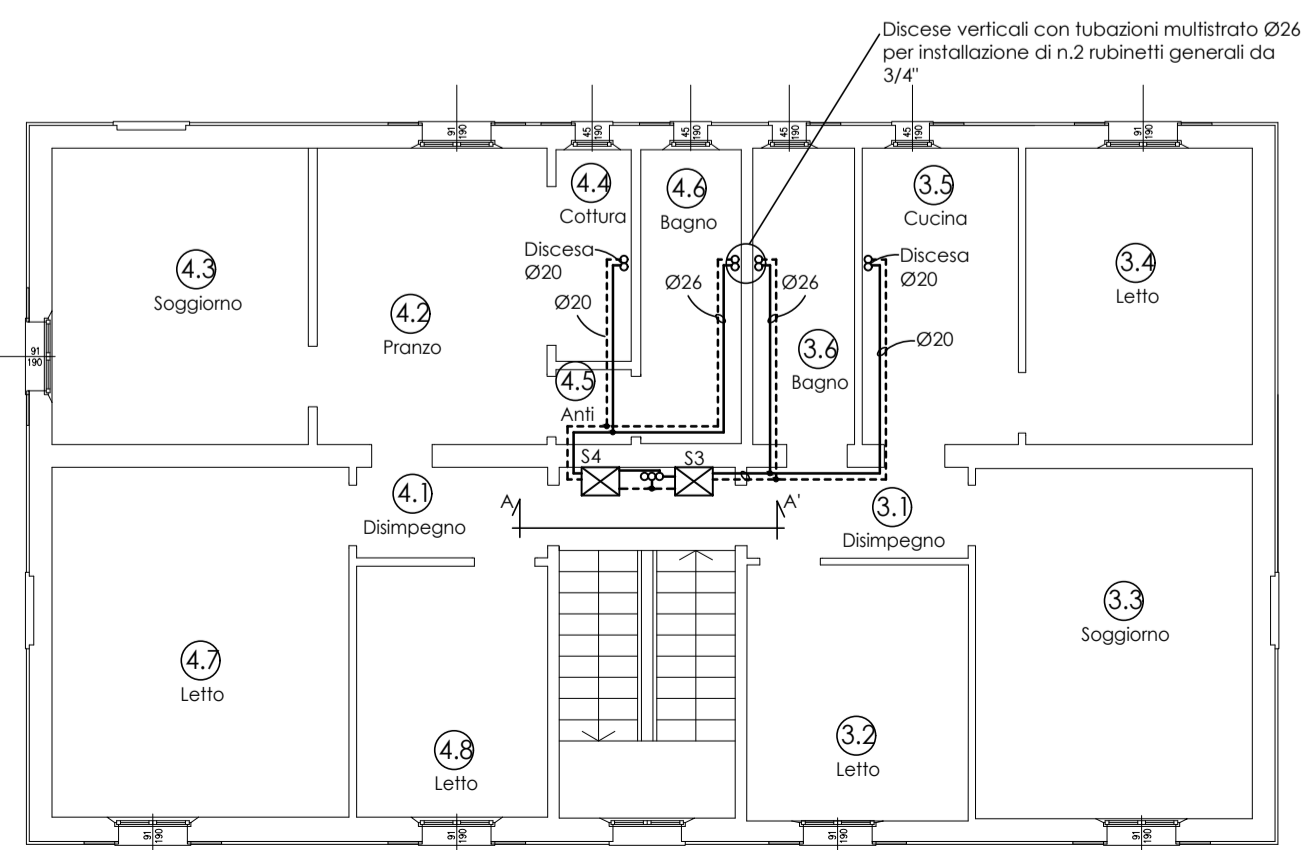 Discese verticali con tubazioni multistrato Ø26
per installazione di n.2 rubinetti generali da
3/4"
91
190
45
190
45
190
45
190
45
190
91
190
4.4
Cottura
4.6
Bagno
3.5
Cucina
4.3
Soggiorno
Discesa
Ø20
Discesa
Ø20
3.4
Letto
4.2
Pranzo
Ø20
Ø26
Ø26
Ø20
91
190
3.6
Bagno
4.5
Anti
S4
S3
4.1
Disimpegno
A
A'
3.1
Disimpegno
3.3
Soggiorno
4.7
Letto
4.8
Letto
3.2
Letto
91
190
91
190
91
190
91
190